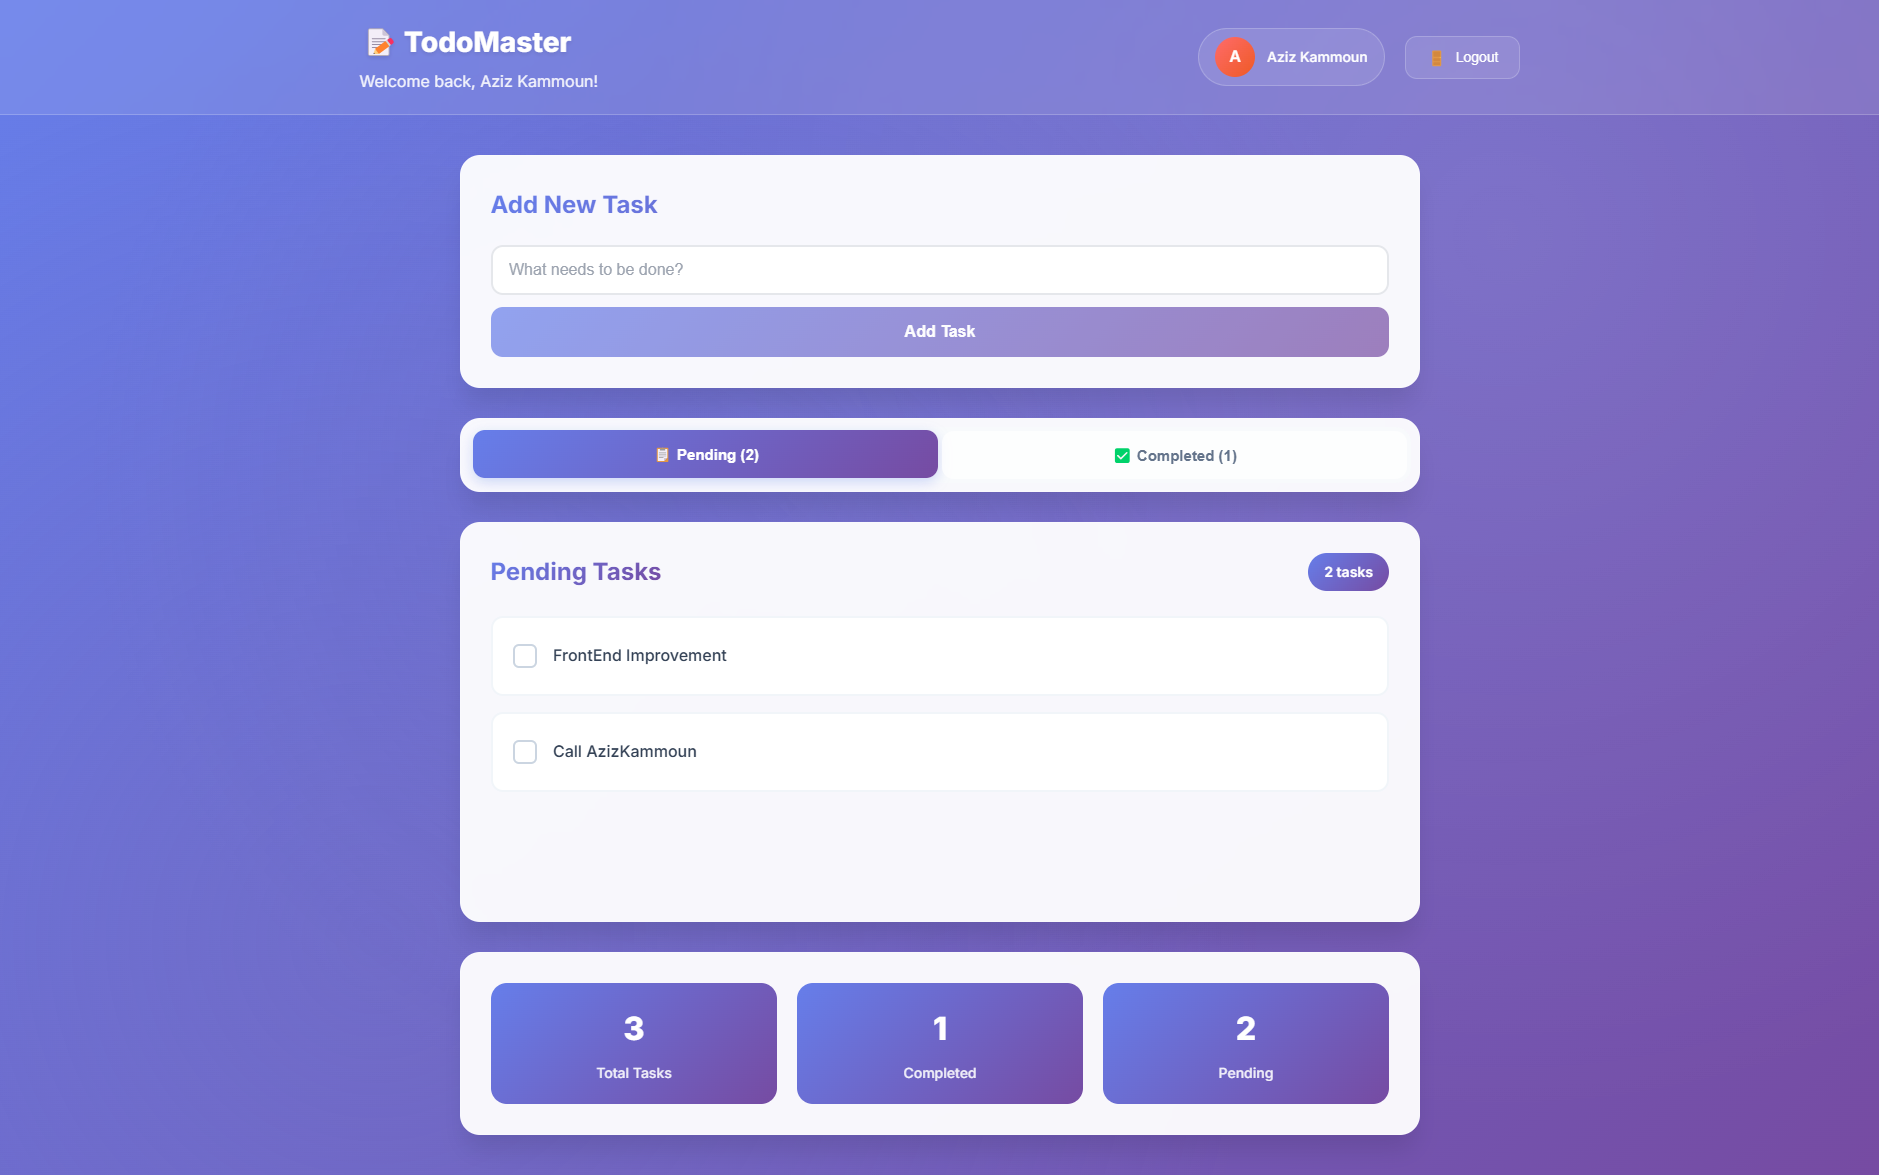 📝 TodoMaster
Welcome back, Aziz Kammoun!
A Aziz Kammoun
🚪 Logout
Add New Task
What needs to be done?
Add Task
📋 Pending (2)
✅ Completed (1)
Pending Tasks
2 tasks
FrontEnd Improvement
Call AzizKammoun
3
Total Tasks
1
Completed
2
Pending